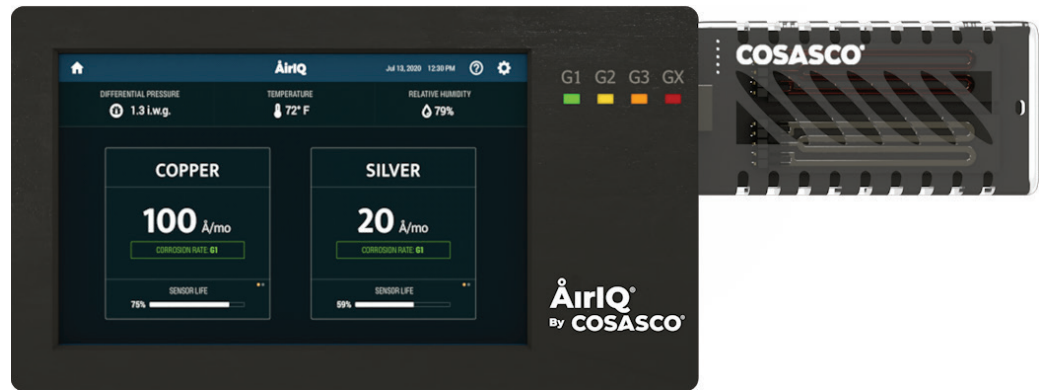 ÅirIQ
Jul 13, 2020 12:30 PM
?
DIFFERENTIAL PRESSURE
1.3 i.w.g.
TEMPERATURE
72° F
RELATIVE HUMIDITY
79%
COPPER
100 Å/mo
CORROSION RATE: G1
SENSOR LIFE
75%
SILVER
20 Å/mo
CORROSION RATE: G1
SENSOR LIFE
59%
G1 G2 G3 GX
ÅirIQ®
By COSASCO®
COSASCO®